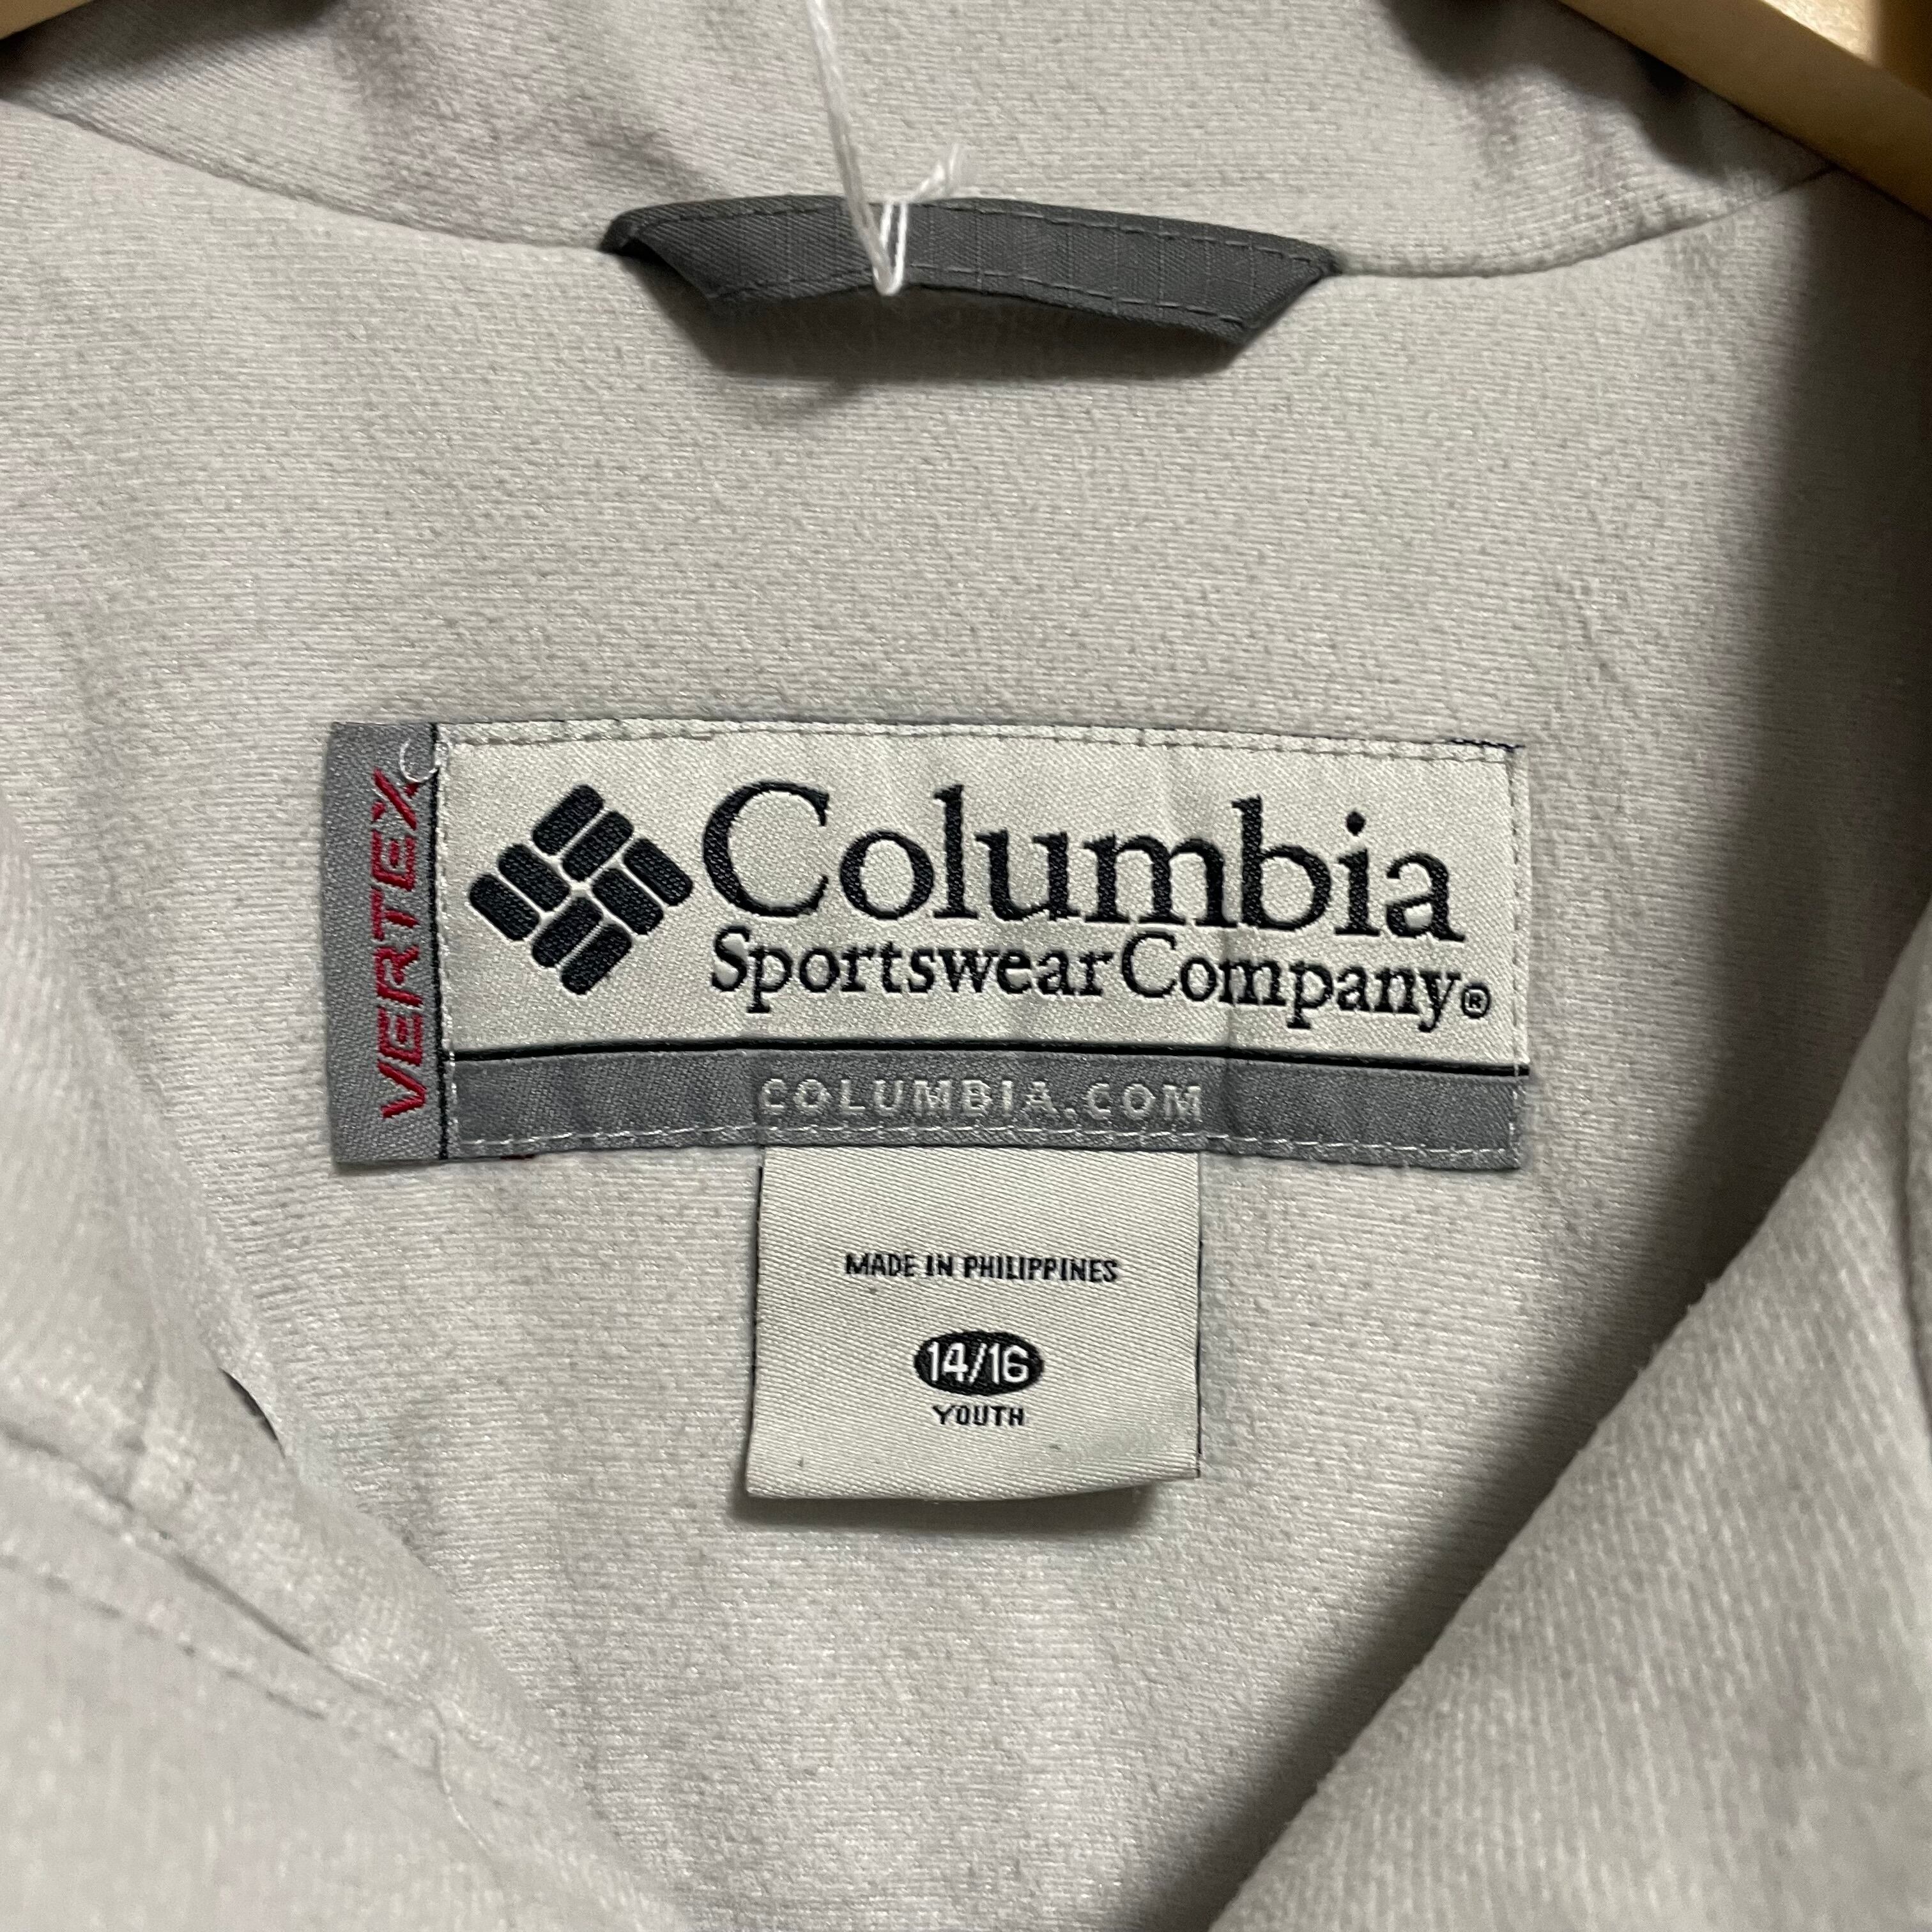 VERTEX
Columbia
Sportswear Company®
COLUMBIA.COM
MADE IN PHILIPPINES
14/16
YOUTH